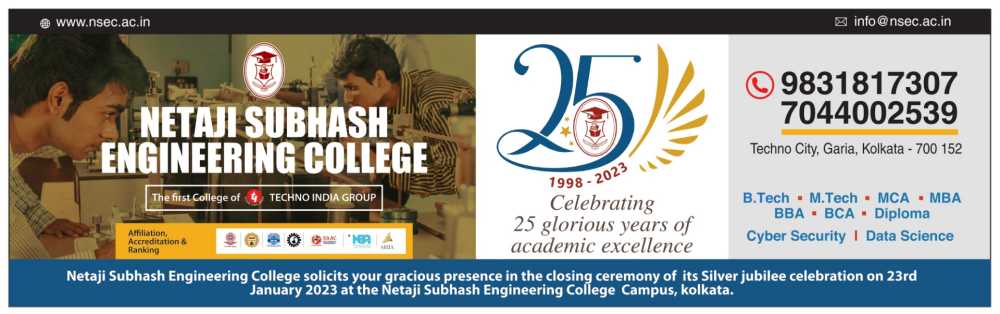 www.nsec.ac.in
info@nsec.ac.in
NETAJI SUBHASH
ENGINEERING COLLEGE
The first College of TECHNO INDIA GROUP
Affiliation,
Accreditation &
Ranking
25
1998 - 2023
Celebrating
25 glorious years of
academic excellence
9831817307
7044002539
Techno City, Garia, Kolkata - 700 152
B.Tech ▪ M.Tech ▪ MCA ▪ MBA
BBA ▪ BCA ▪ Diploma
Cyber Security | Data Science
Netaji Subhash Engineering College solicits your gracious presence in the closing ceremony of its Silver jubilee celebration on 23rd
January 2023 at the Netaji Subhash Engineering College Campus, kolkata.